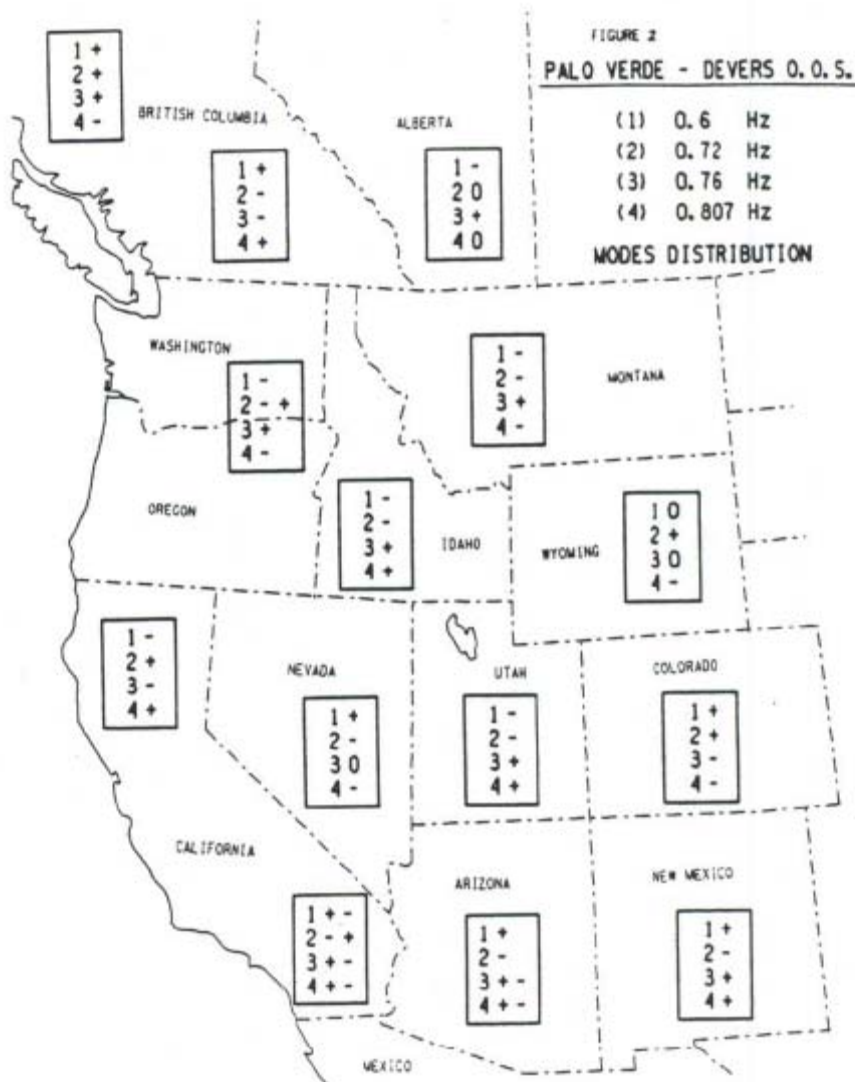 FIGURE 2
PALO VERDE - DEVERS O.O.S.
(1) 0.6 Hz
(2) 0.72 Hz
(3) 0.76 Hz
(4) 0.807 Hz
MODES DISTRIBUTION
1 +
2 +
3 +
4 -
BRITISH COLUMBIA
1 +
2 -
3 -
4 +
ALBERTA
1 -
2 0
3 +
4 0
WASHINGTON
1 -
2 - +
3 +
4 -
MONTANA
1 -
2 -
3 +
4 -
OREGON
1 -
2 -
3 +
4 +
IDAHO
WYOMING
1 0
2 +
3 0
4 -
1 -
2 +
3 -
4 +
NEVADA
1 +
2 -
3 0
4 -
UTAH
1 -
2 -
3 +
4 +
COLORADO
1 +
2 +
3 -
4 -
CALIFORNIA
1 + -
2 - +
3 + -
4 + -
ARIZONA
1 +
2 -
3 + -
4 + -
NEW MEXICO
1 +
2 -
3 +
4 +
MEXICO